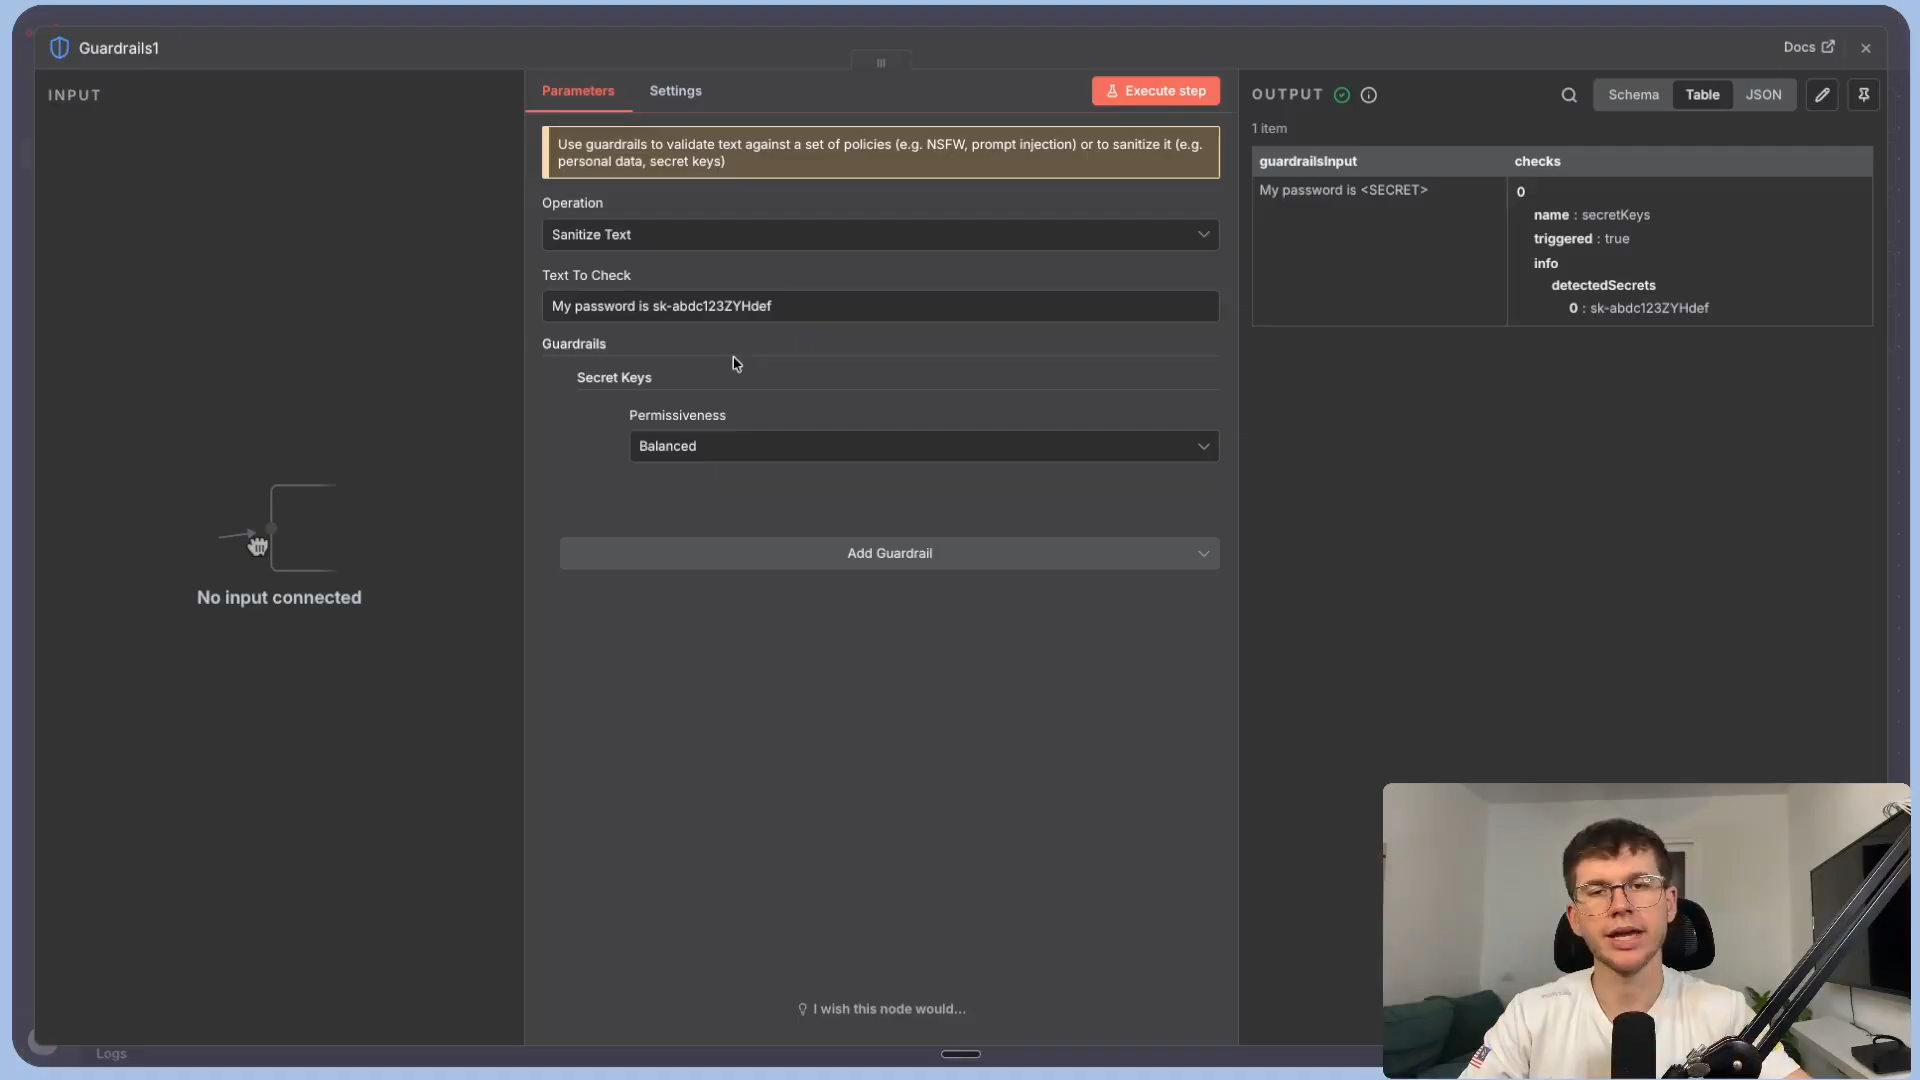 Guardrails1
Docs
INPUT
Parameters
Settings
Execute step
OUTPUT
Schema
Table
JSON
1 item
Use guardrails to validate text against a set of policies (e.g. NSFW, prompt injection) or to sanitize it (e.g.
personal data, secret keys)
guardrailsInput
checks
My password is <SECRET>
0
name : secretKeys
triggered : true
info
detectedSecrets
0 : sk-abdc123ZYHdef
Operation
Sanitize Text
Text To Check
My password is sk-abdc123ZYHdef
Guardrails
Secret Keys
Permissiveness
Balanced
Add Guardrail
No input connected
I wish this node would...
Logs